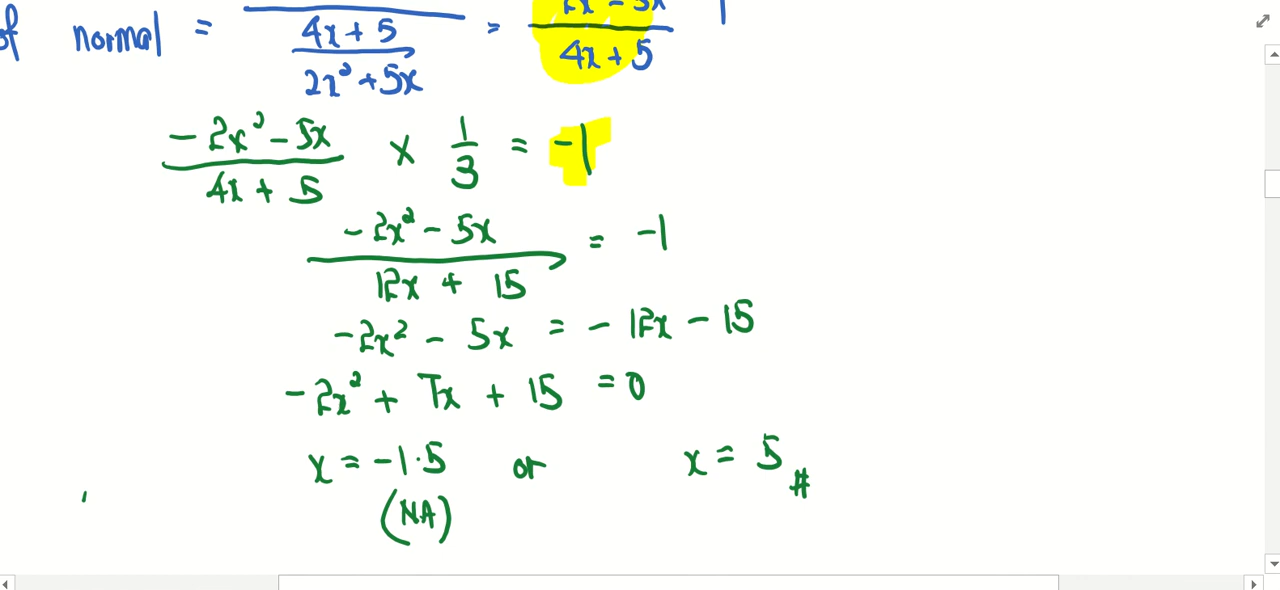 of normal = 4x + 5 / 2x² + 5x = 4x + 5
-2x² - 5x / 4x + 5 × 1/3 = -1
-2x² - 5x / 12x + 15 = -1
-2x² - 5x = -12x - 15
-2x² + 7x + 15 = 0
x = -1.5 or x = 5 #
(NA)